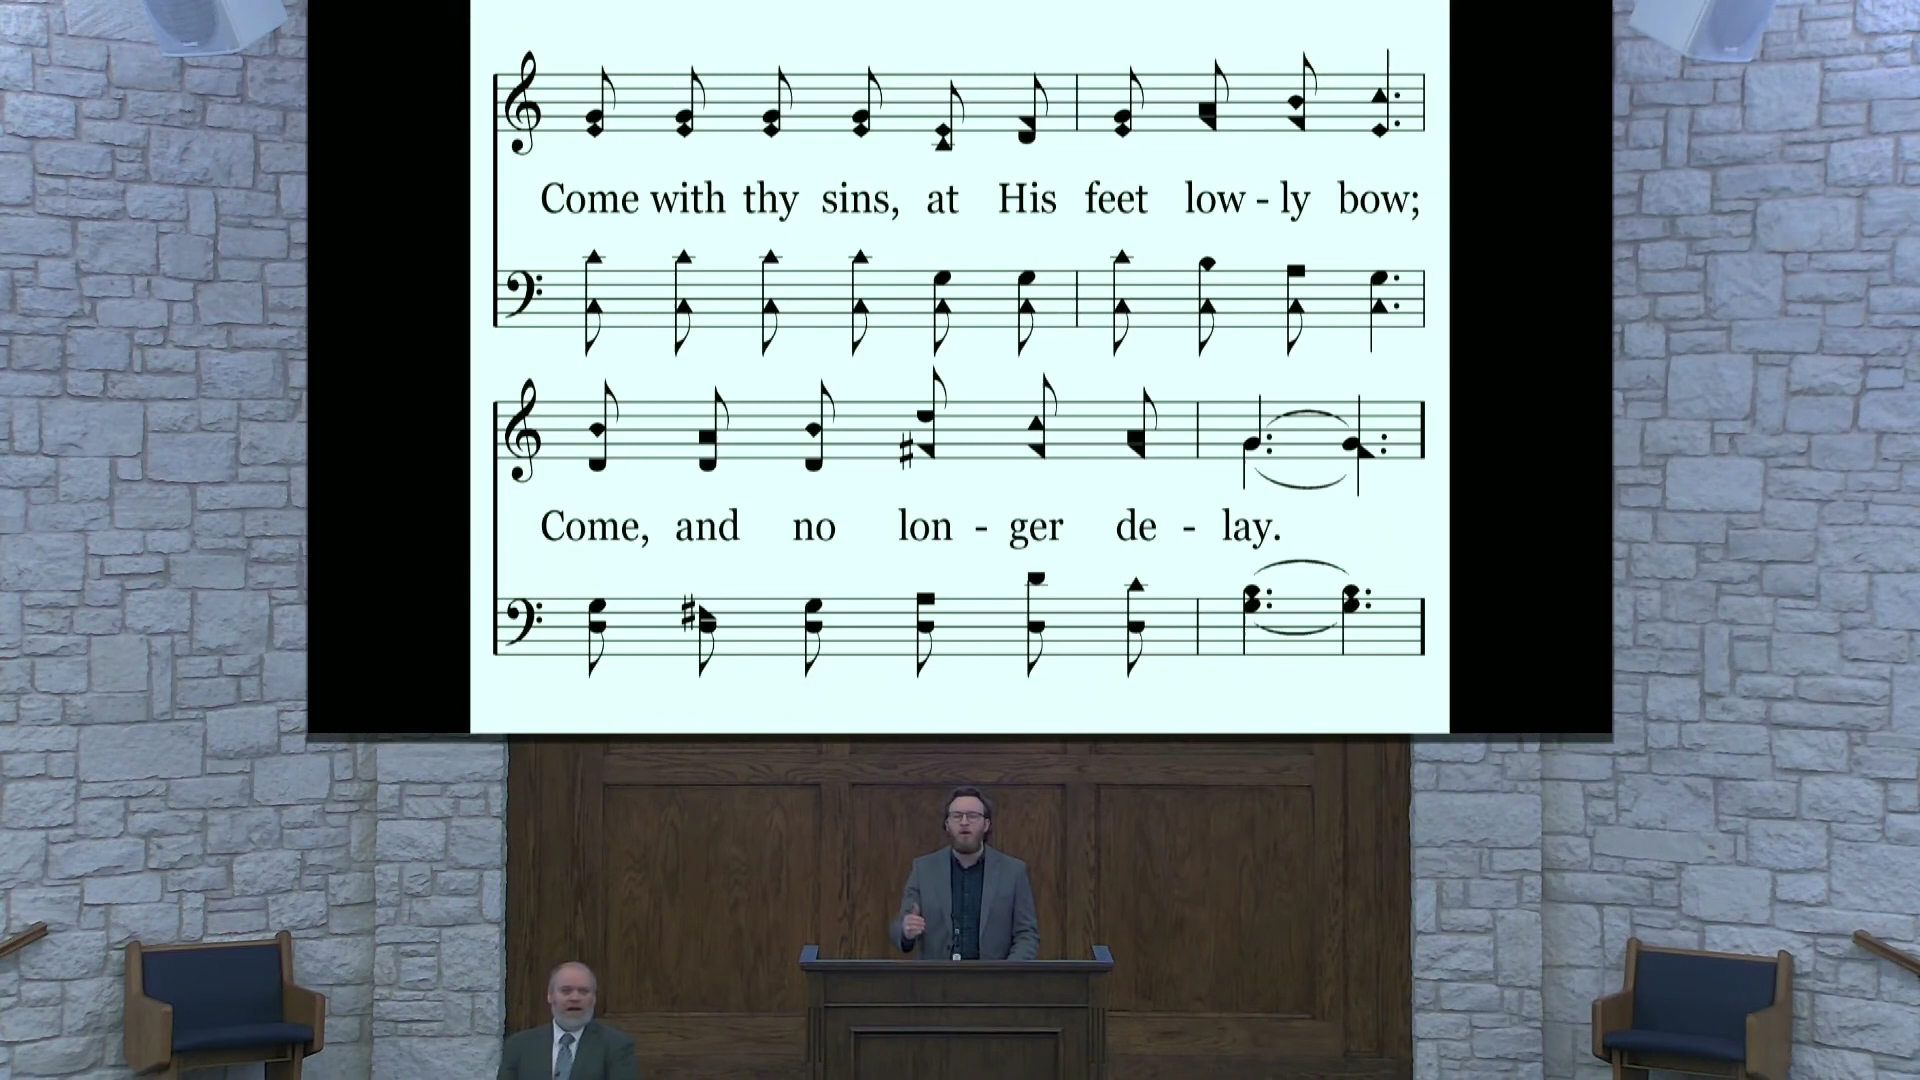 Come with thy sins, at His feet low - ly bow;
Come, and no lon - ger de - lay.